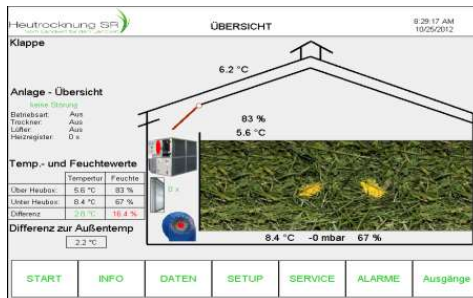 Heutrocknung SR
ÜBERSICHT
8:29:17 AM
10/25/2012
Klappe
6.2 °C
Anlage - Übersicht
keine Störung
Betriebsart: Aus
Trockner: Aus
Lüfter: Aus
Heizregister: 0 x
83 %
5.6 °C
Temp.- und Feuchtewerte
Tempertur Feuchte
Über Heubox: 5.6 °C 83 %
Unter Heubox: 8.4 °C 67 %
Differenz 2.8 °C 16.4 %
0 x
Differenz zur Außentemp
2.2 °C
8.4 °C -0 mbar 67 %
START INFO DATEN SETUP SERVICE ALARME Ausgänge